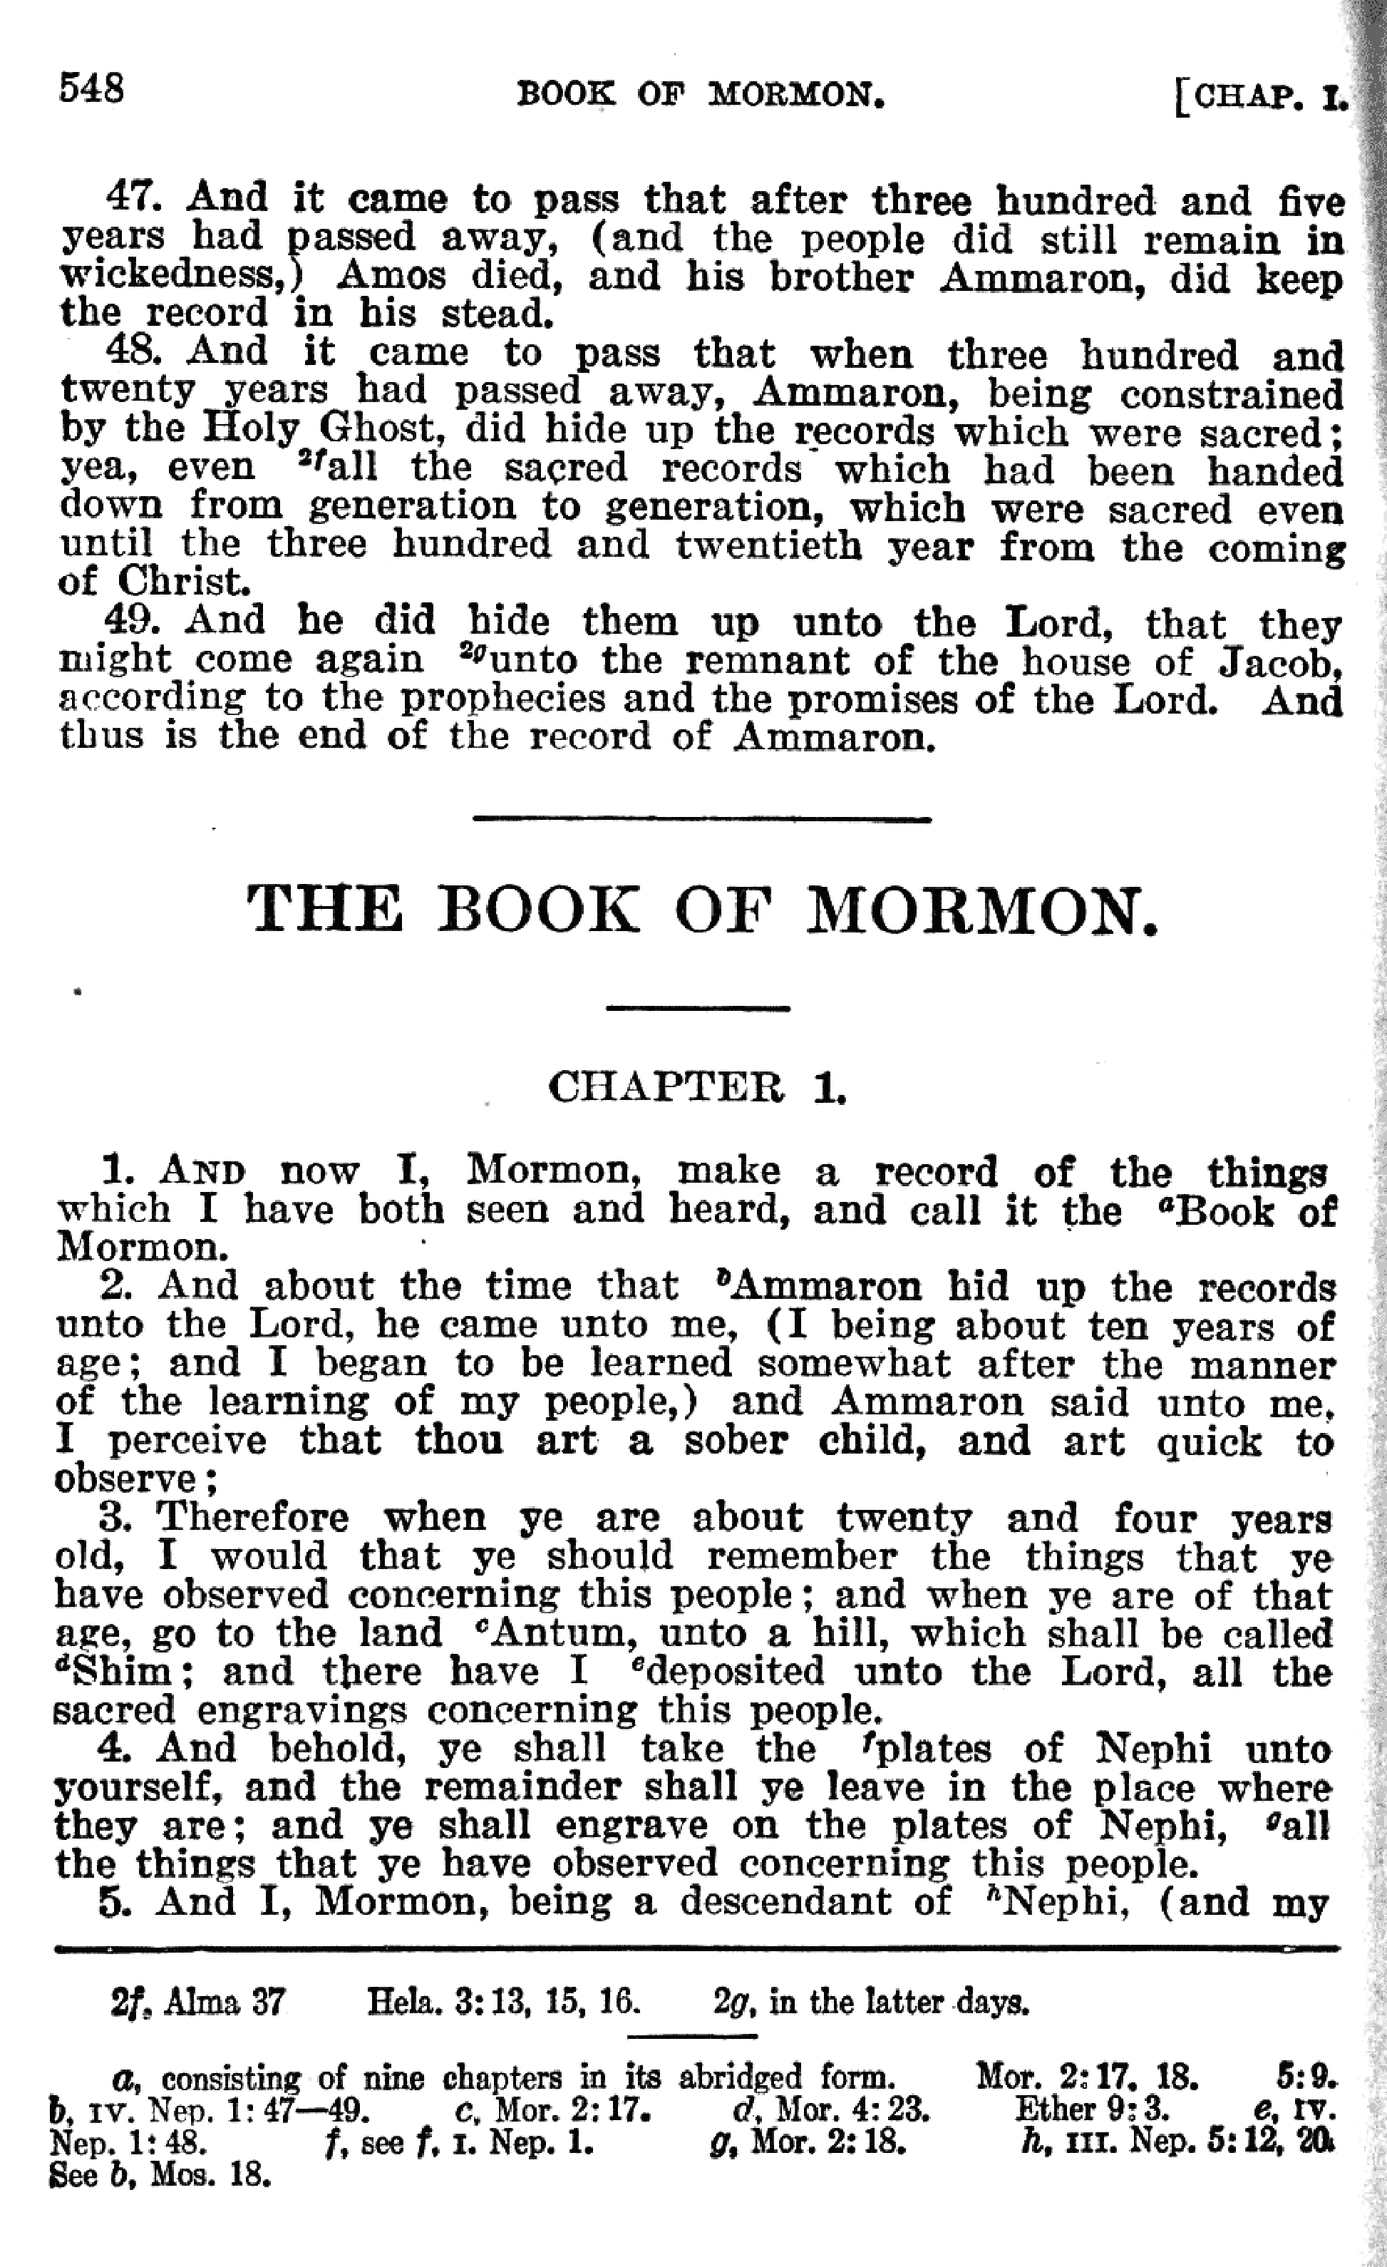 548 BOOK OF MORMON. [CHAP. I.
47. And it came to pass that after three hundred and five
years had passed away, (and the people did still remain in
wickedness,) Amos died, and his brother Ammaron, did keep
the record in his stead.
48. And it came to pass that when three hundred and
twenty years had passed away, Ammaron, being constrained
by the Holy Ghost, did hide up the records which were sacred;
yea, even 2fall the sacred records which had been handed
down from generation to generation, which were sacred even
until the three hundred and twentieth year from the coming
of Christ.
49. And he did hide them up unto the Lord, that they
might come again 2gunto the remnant of the house of Jacob,
according to the prophecies and the promises of the Lord. And
thus is the end of the record of Ammaron.
THE BOOK OF MORMON.
CHAPTER 1.
1. AND now I, Mormon, make a record of the things
which I have both seen and heard, and call it the aBook of
Mormon.
2. And about the time that bAmmaron hid up the records
unto the Lord, he came unto me, (I being about ten years of
age; and I began to be learned somewhat after the manner
of the learning of my people,) and Ammaron said unto me,
I perceive that thou art a sober child, and art quick to
observe;
3. Therefore when ye are about twenty and four years
old, I would that ye should remember the things that ye
have observed concerning this people; and when ye are of that
age, go to the land cAntum, unto a hill, which shall be called
dShim; and there have I edeposited unto the Lord, all the
sacred engravings concerning this people.
4. And behold, ye shall take the fplates of Nephi unto
yourself, and the remainder shall ye leave in the place where
they are; and ye shall engrave on the plates of Nephi, gall
the things that ye have observed concerning this people.
5. And I, Mormon, being a descendant of hNephi, (and my
2f, Alma 37 Hela. 3:13, 15, 16. 2g, in the latter days.
a, consisting of nine chapters in its abridged form. Mor. 2:17, 18. 5:9.
b, IV. Nep. 1:47—49. c, Mor. 2:17. d, Mor. 4:23. Ether 9:3. e, IV.
Nep. 1:48. f, see f, I. Nep. 1. g, Mor. 2:18. h, III. Nep. 5:12, 20.
See b, Mos. 18.